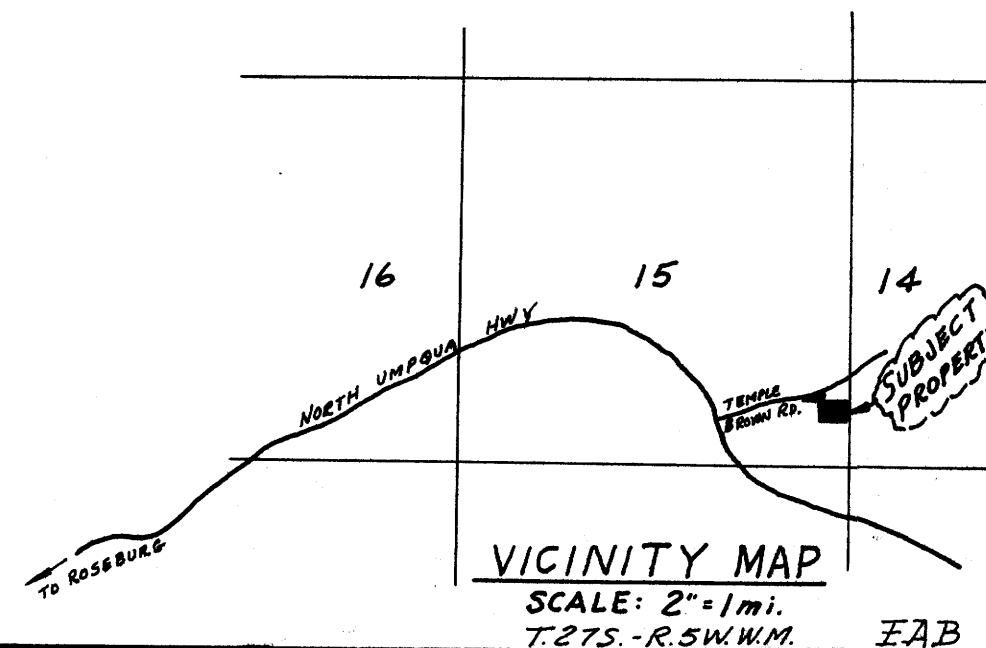 16
15
14
NORTH UMPQUA HWY
TEMPLE
BROWN RD.
SUBJECT
PROPERT
TO ROSEBURG
VICINITY MAP
SCALE: 2"=1mi.
T.27S.-R.5W.W.M.
EAB